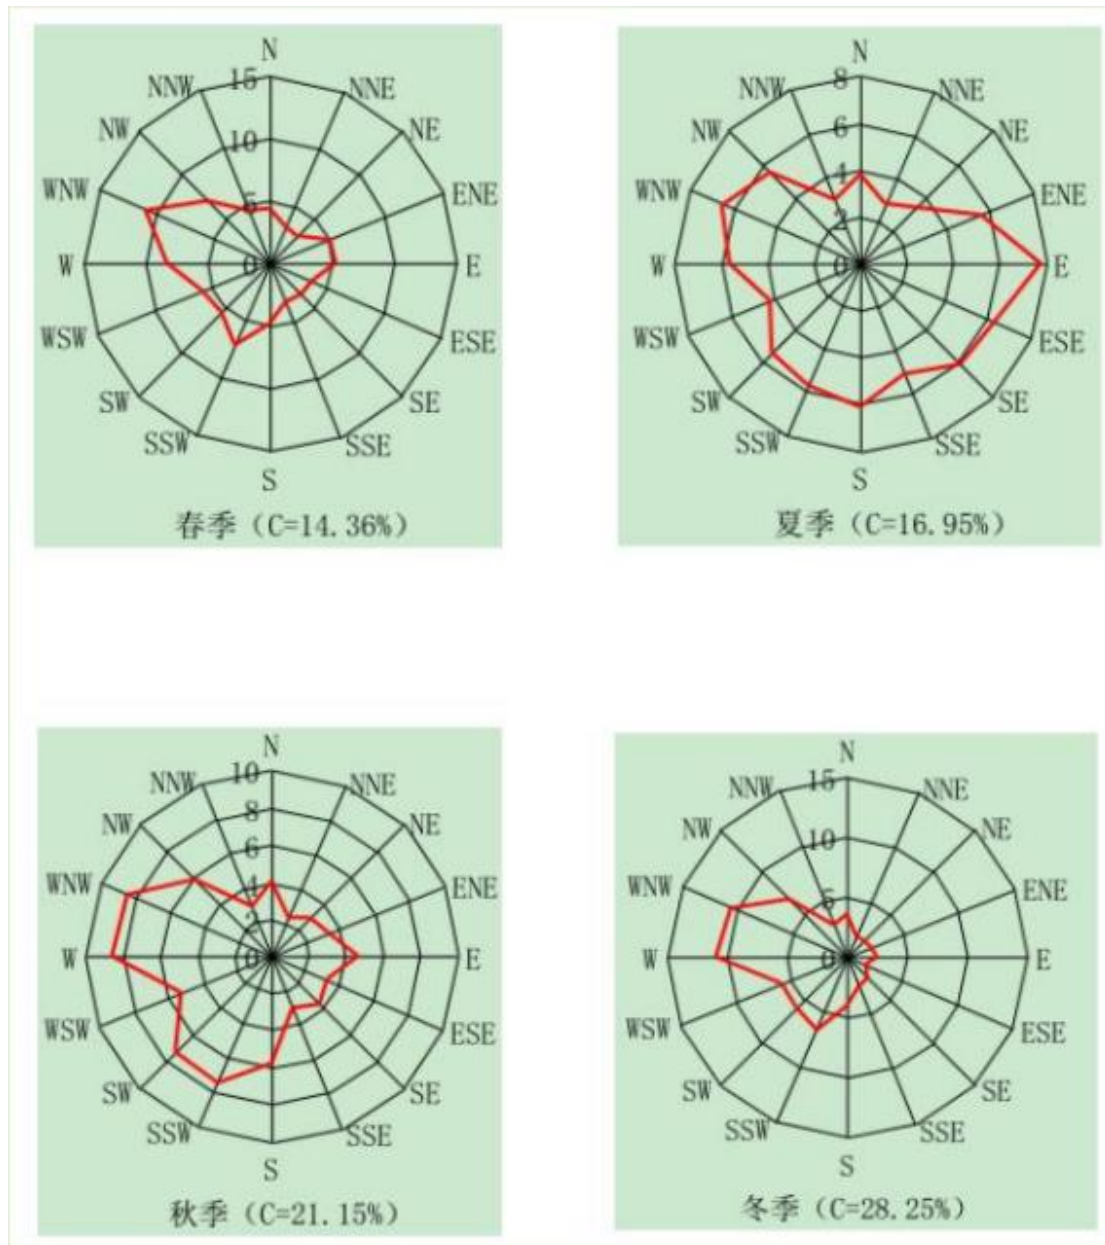 N
NNW
15
NNE
NW
NE
10
WNW
5
ENE
W
0
E
WSW
ESE
SW
SE
SSW
SSE
S
春季（C=14.36%）
N
NNW
8
NNE
NW
6
NE
WNW
4
ENE
2
W
0
E
WSW
ESE
SW
SE
SSW
SSE
S
夏季（C=16.95%）
N
NNW
10
NNE
NW
8
NE
6
WNW
4
ENE
2
W
0
E
WSW
ESE
SW
SE
SSW
SSE
S
秋季（C=21.15%）
N
NNW
15
NNE
NW
10
NE
WNW
5
ENE
W
0
E
WSW
ESE
SW
SE
SSW
SSE
S
冬季（C=28.25%）